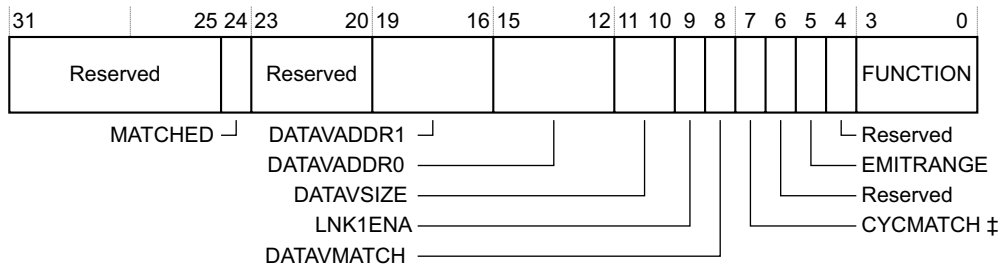 31 25 24 23 20 19 16 15 12 11 10 9 8 7 6 5 4 3 0
Reserved Reserved FUNCTION
MATCHED DATAVADDR1 Reserved
DATAVADDR0 EMITRANGE
DATAVSIZE Reserved
LNK1ENA CYCMATCH ‡
DATAVMATCH